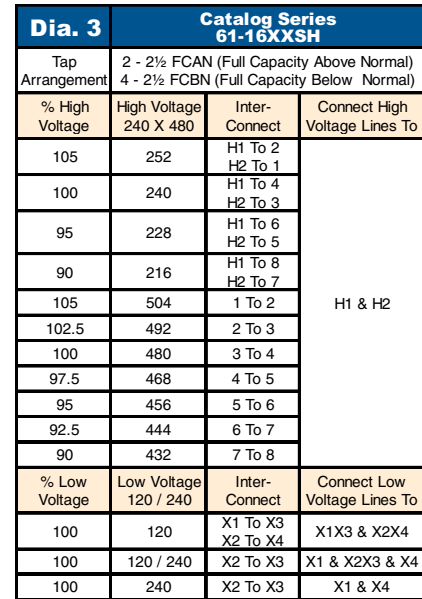 Dia. 3
Catalog Series
61-16XXSH
Tap
Arrangement
2 - 2½ FCAN (Full Capacity Above Normal)
4 - 2½ FCBN (Full Capacity Below Normal)
% High
Voltage
High Voltage
240 X 480
Inter-
Connect
Connect High
Voltage Lines To
105
252
H1 To 2
H2 To 1
100
240
H1 To 4
H2 To 3
95
228
H1 To 6
H2 To 5
90
216
H1 To 8
H2 To 7
105
504
1 To 2
H1 & H2
102.5
492
2 To 3
100
480
3 To 4
97.5
468
4 To 5
95
456
5 To 6
92.5
444
6 To 7
90
432
7 To 8
% Low
Voltage
Low Voltage
120 / 240
Inter-
Connect
Connect Low
Voltage Lines To
100
120
X1 To X3
X2 To X4
X1X3 & X2X4
100
120 / 240
X2 To X3
X1 & X2X3 & X4
100
240
X2 To X3
X1 & X4